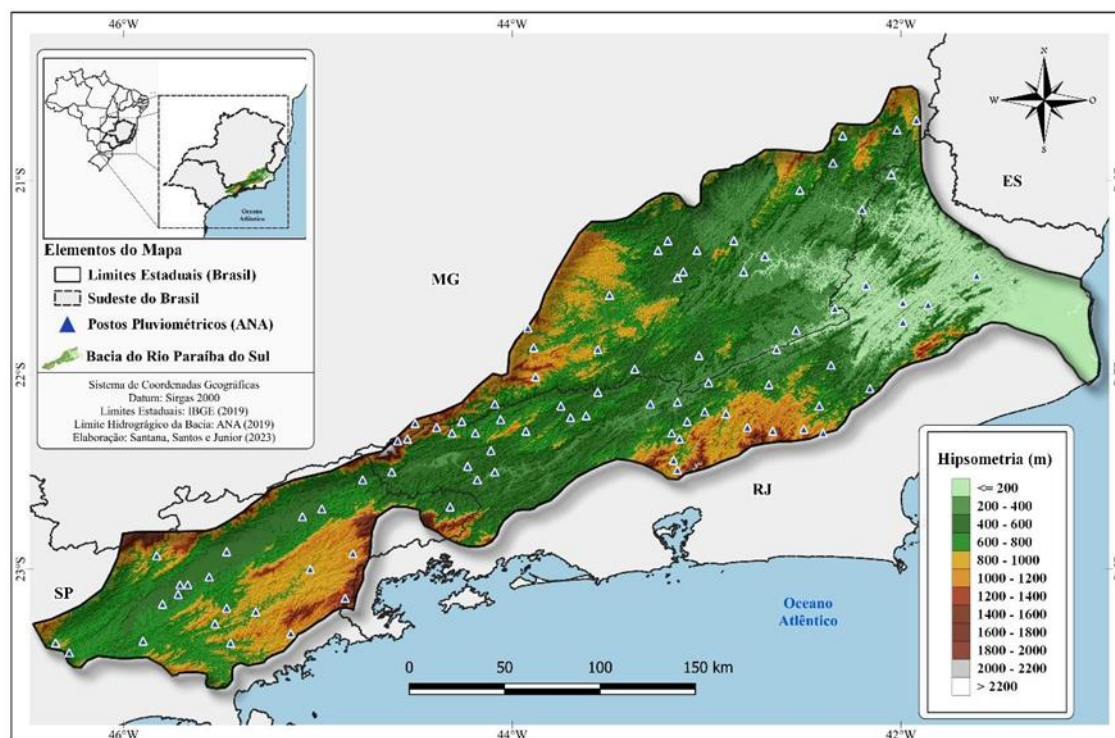 46°W
44°W
42°W
21°S
22°S
23°S
Oceano
Atlântico
Elementos do Mapa
Limites Estaduais (Brasil)
Sudeste do Brasil
Postos Pluviométricos (ANA)
Bacia do Rio Paraíba do Sul
Sistema de Coordenadas Geográficas
Datum: Sirgas 2000
Limites Estaduais: IBGE (2019)
Limite Hidrográgico da Bacia: ANA (2019)
Elaboração: Santana, Santos e Junior (2023)
N
W
O
S
MG
ES
SP
RJ
Oceano
Atlêntico
0 50 100 150 km
Hipsometria (m)
<= 200
200 - 400
400 - 600
600 - 800
800 - 1000
1000 - 1200
1200 - 1400
1400 - 1600
1600 - 1800
1800 - 2000
2000 - 2200
> 2200